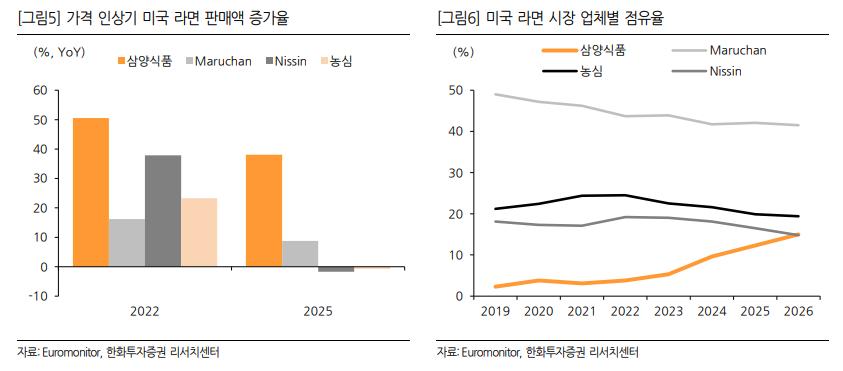 [그림5] 가격 인상기 미국 라면 판매액 증가율
(%, YoY)
삼양식품 Maruchan Nissin 농심
60
50
40
30
20
10
0
-10
2022 2025
자료: Euromonitor, 한화투자증권 리서치센터
[그림6] 미국 라면 시장 업체별 점유율
(%)
삼양식품 Maruchan
농심 Nissin
50
40
30
20
10
0
2019 2020 2021 2022 2023 2024 2025 2026
자료: Euromonitor, 한화투자증권 리서치센터